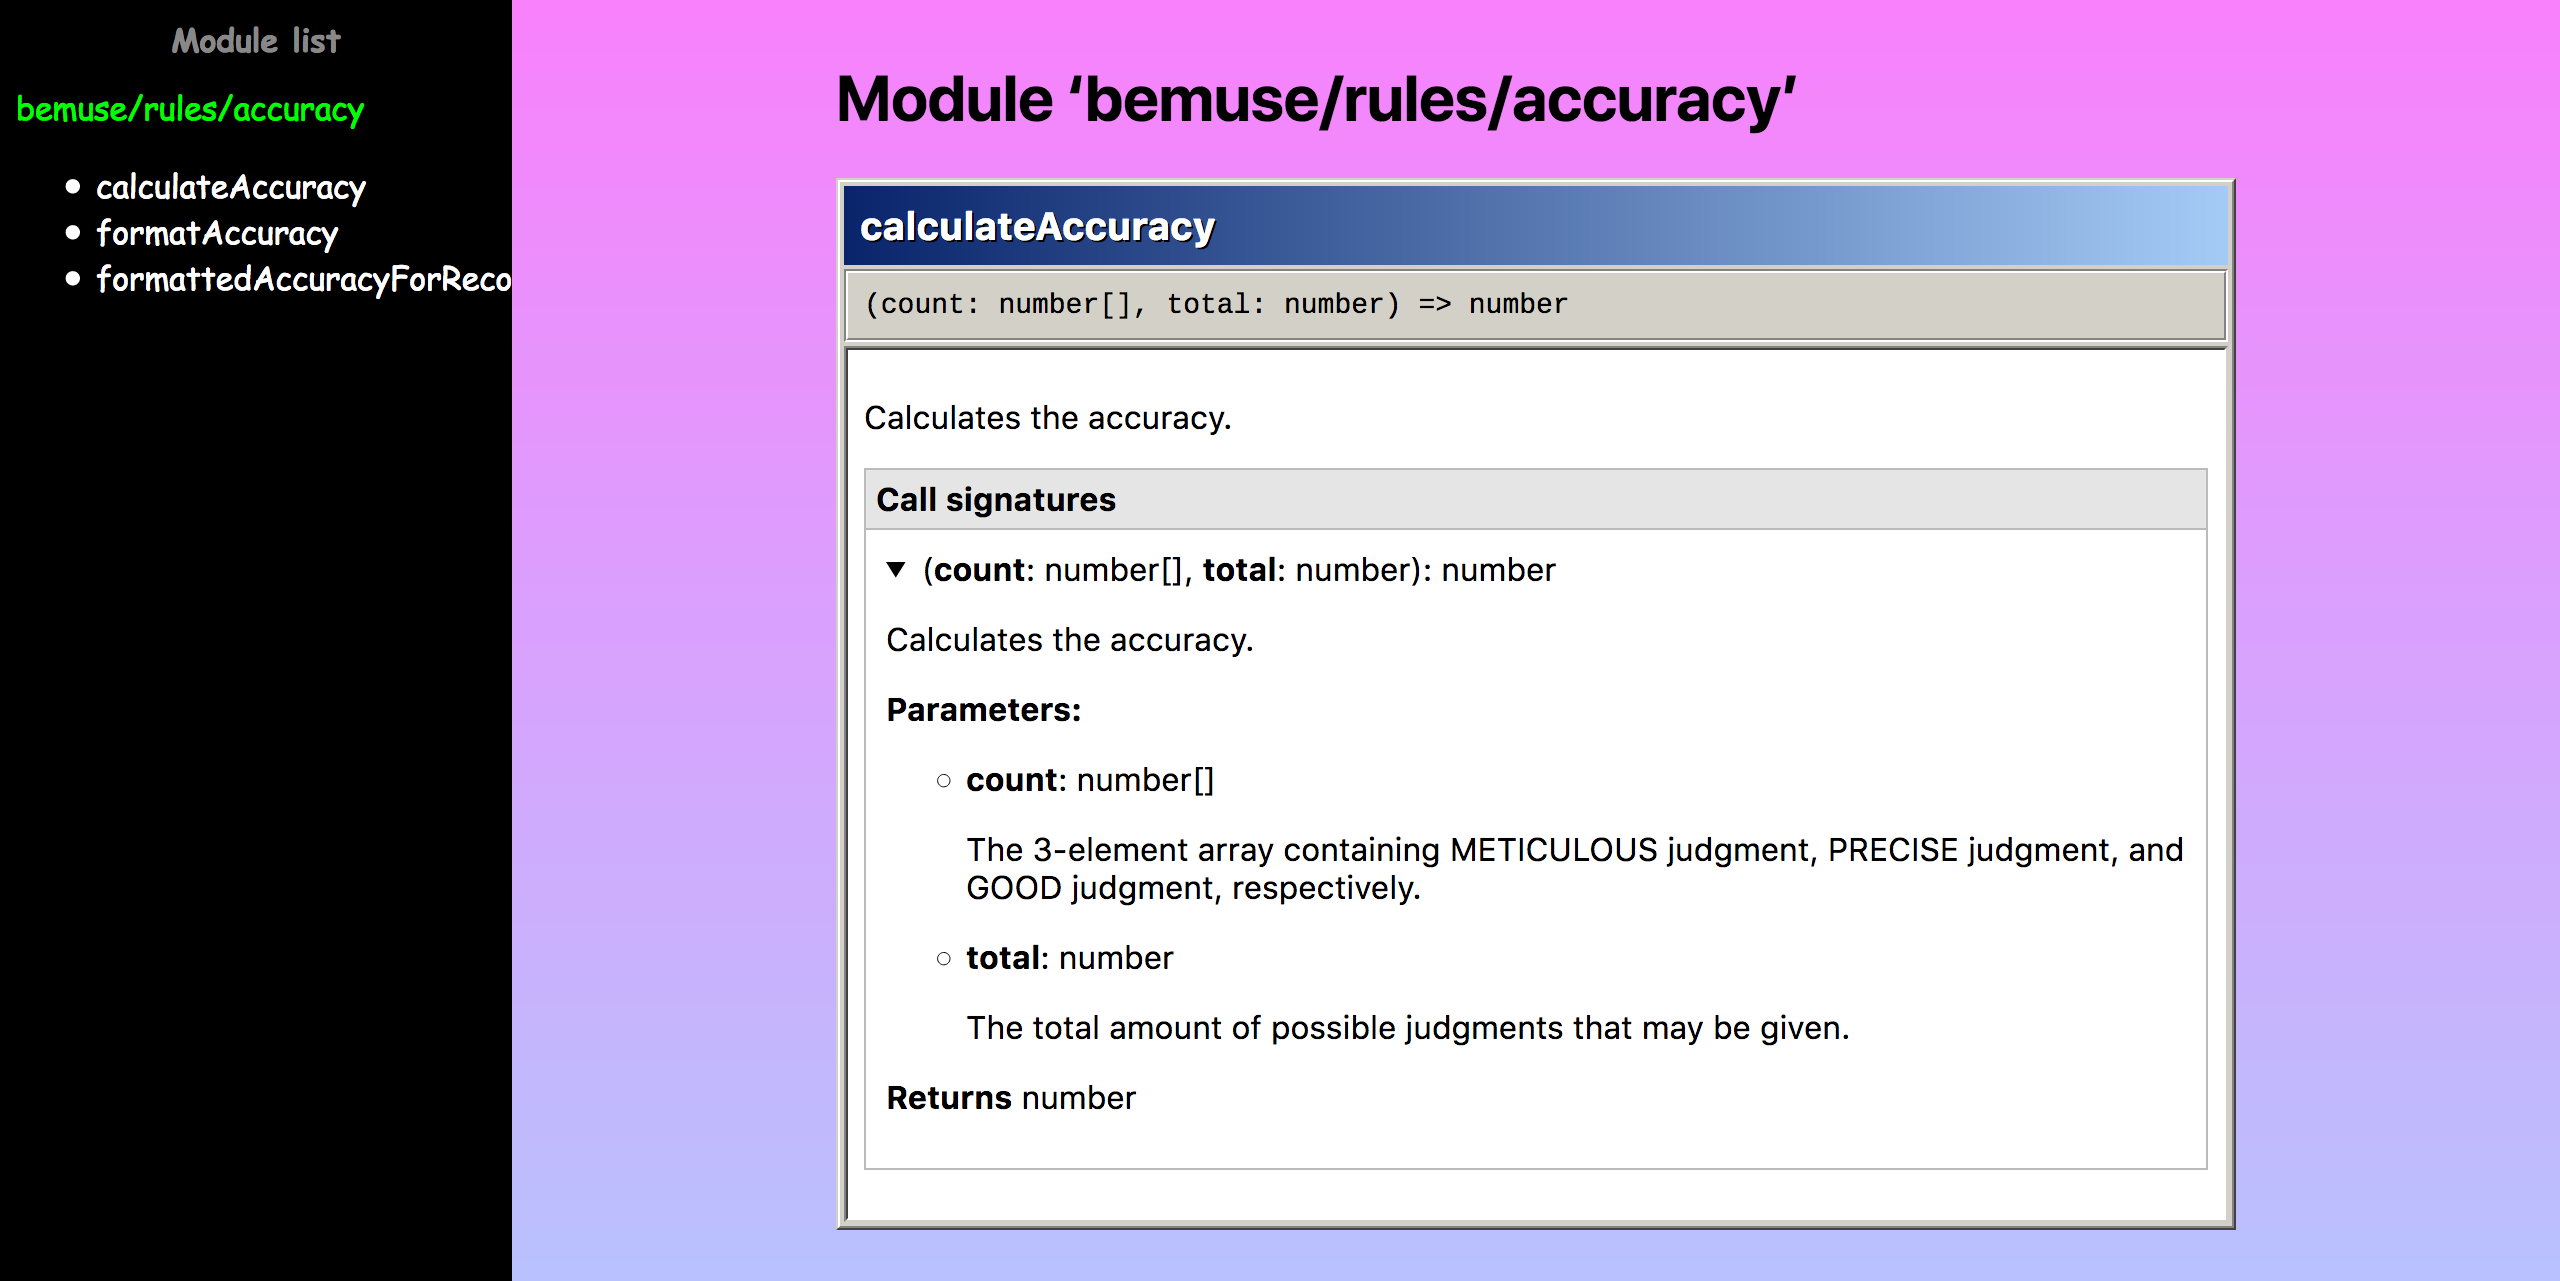 Module list
bemuse/rules/accuracy
calculateAccuracy
formatAccuracy
formattedAccuracyForReco
Module ‘bemuse/rules/accuracy’
calculateAccuracy
(count: number[], total: number) => number
Calculates the accuracy.
Call signatures
(count: number[], total: number): number
Calculates the accuracy.
Parameters:
count: number[]
The 3-element array containing METICULOUS judgment, PRECISE judgment, and
GOOD judgment, respectively.
total: number
The total amount of possible judgments that may be given.
Returns number